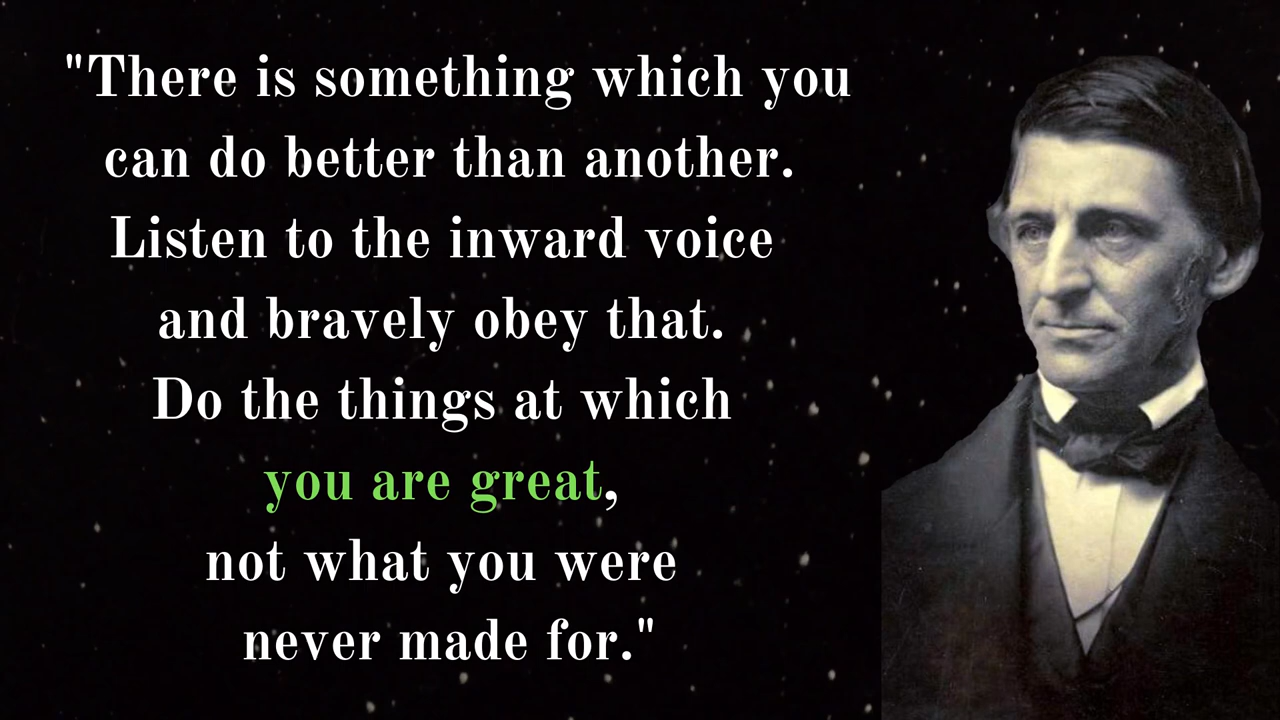 "There is something which you
can do better than another.
Listen to the inward voice
and bravely obey that.
Do the things at which
you are great,
not what you were
never made for."